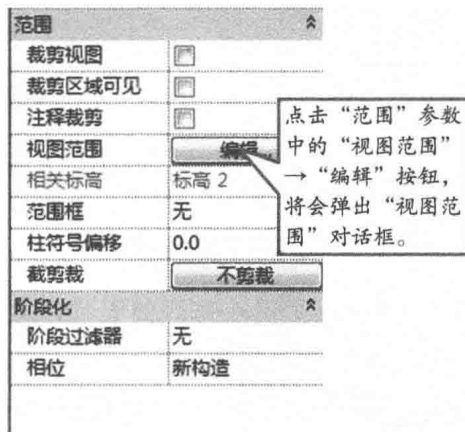 范围
裁剪视图
裁剪区域可见
注释裁剪
视图范围 编辑...
相关标高 标高 2
范围框 无
柱符号偏移 0.0
截剪裁 不剪裁
阶段化
阶段过滤器 无
相位 新构造
点击“范围”参数
中的“视图范围”
→“编辑”按钮，
将会弹出“视图范
围”对话框。